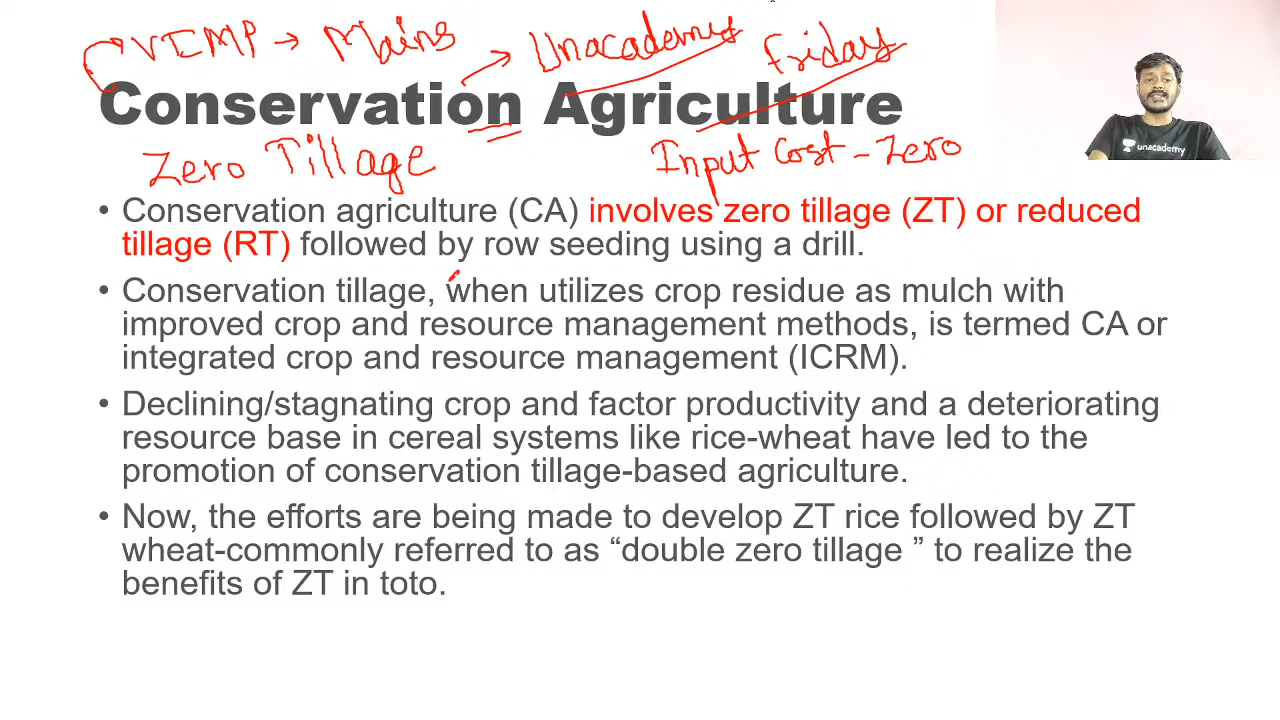 VIMP → Mains → Unacademy Friday
Conservation Agriculture
unacademy
Zero Tillage Input Cost - Zero
• Conservation agriculture (CA) involves zero tillage (ZT) or reduced
tillage (RT) followed by row seeding using a drill.
• Conservation tillage, when utilizes crop residue as mulch with
improved crop and resource management methods, is termed CA or
integrated crop and resource management (ICRM).
• Declining/stagnating crop and factor productivity and a deteriorating
resource base in cereal systems like rice-wheat have led to the
promotion of conservation tillage-based agriculture.
• Now, the efforts are being made to develop ZT rice followed by ZT
wheat-commonly referred to as “double zero tillage ” to realize the
benefits of ZT in toto.